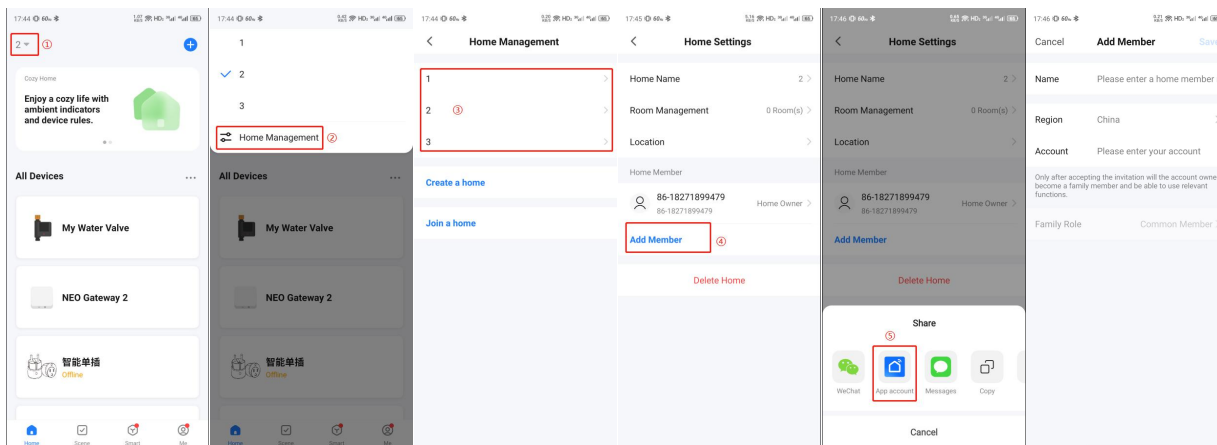 17:44
2
①
Cozy Home
Enjoy a cozy life with
ambient indicators
and device rules.
All Devices
...
My Water Valve
NEO Gateway 2
智能单插
Offline
Home
Scene
Smart
Me
17:44
1
2
3
Home Management
②
All Devices
...
My Water Valve
NEO Gateway 2
智能单插
Offline
Home
Scene
Smart
Me
17:44
Home Management
1
2
③
3
Create a home
Join a home
17:45
Home Settings
Home Name 2
Room Management 0 Room(s)
Location
Home Member
86-18271899479
86-18271899479
Home Owner
Add Member
④
Delete Home
17:46
Home Settings
Home Name 2
Room Management 0 Room(s)
Location
Home Member
86-18271899479
86-18271899479
Home Owner
Add Member
Delete Home
Share
⑤
WeChat
App account
Messages
Copy
Cancel
17:46
Cancel Add Member Save
Name Please enter a home member
Region China
Account Please enter your account
Only after accepting the invitation will the account owne
become a family member and be able to use relevant
functions.
Family Role Common Member